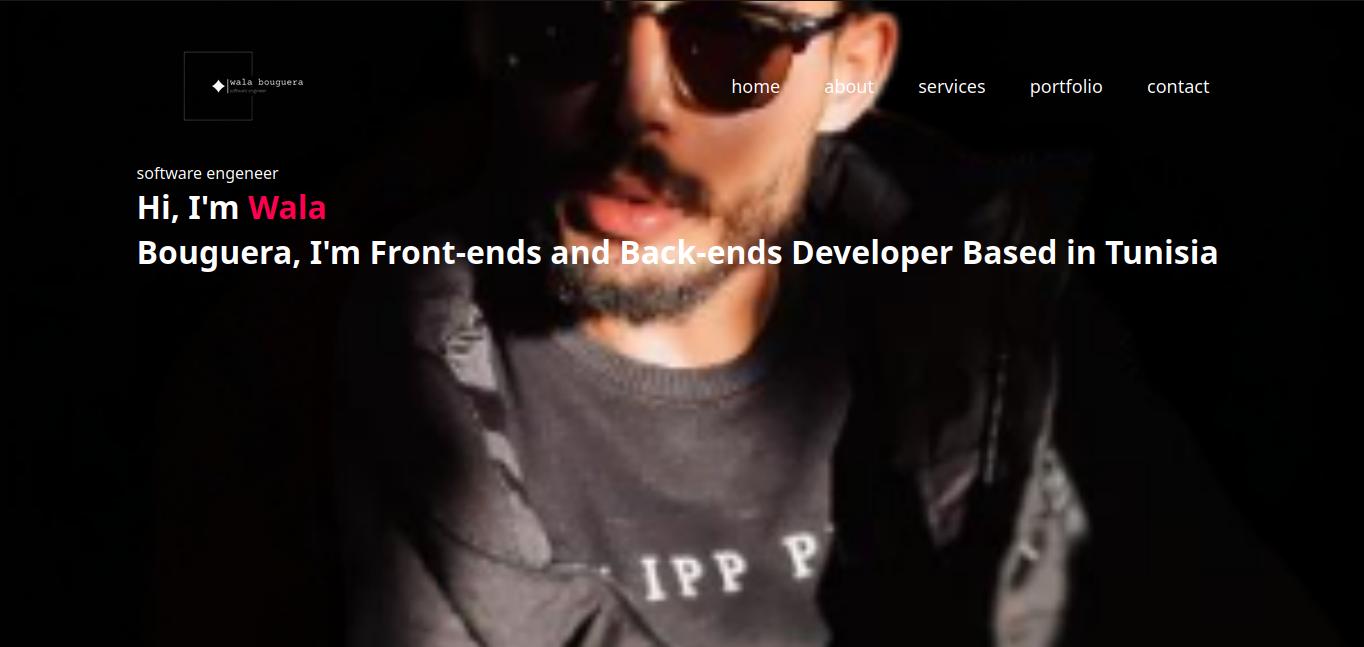 wala bouguera
software engineer
home about services portfolio contact
software engeneer
Hi, I'm Wala
Bouguera, I'm Front-ends and Back-ends Developer Based in Tunisia
IPP P